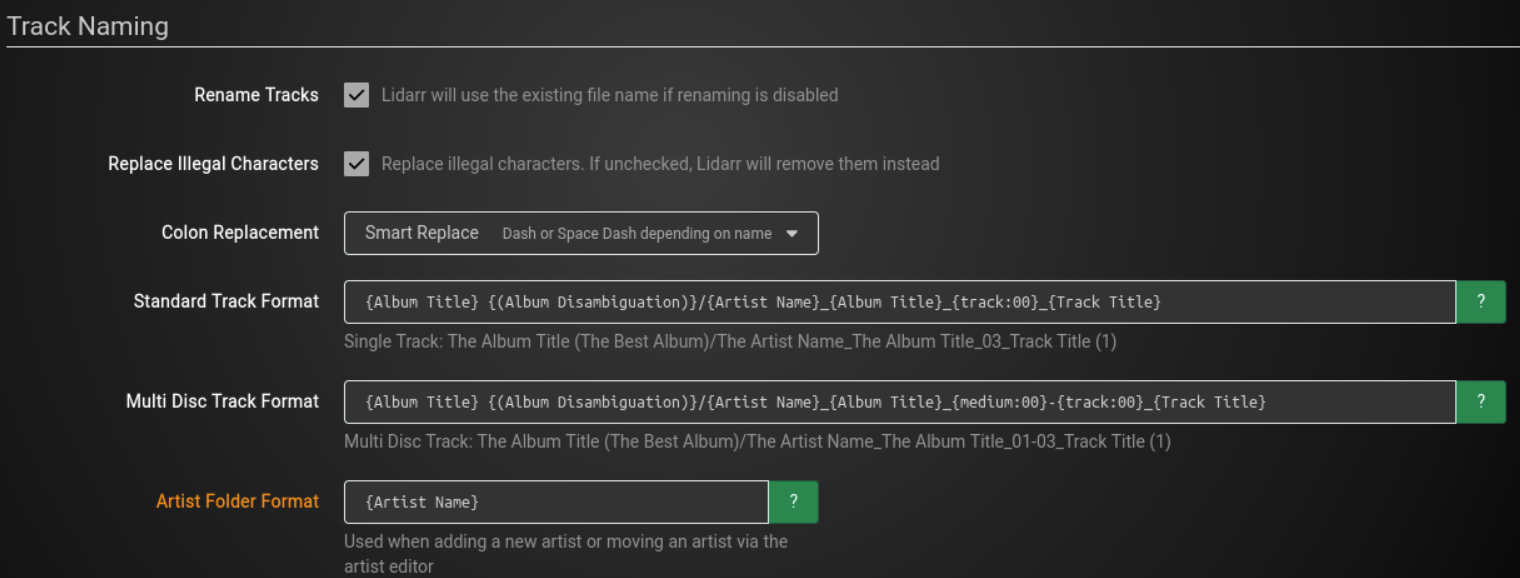 Track Naming
Rename Tracks Lidarr will use the existing file name if renaming is disabled
Replace Illegal Characters Replace illegal characters. If unchecked, Lidarr will remove them instead
Colon Replacement Smart Replace Dash or Space Dash depending on name
Standard Track Format {Album Title} {(Album Disambiguation)}/{Artist Name}_{Album Title}_{track:00}_{Track Title} ?
Single Track: The Album Title (The Best Album)/The Artist Name_The Album Title_03_Track Title (1)
Multi Disc Track Format {Album Title} {(Album Disambiguation)}/{Artist Name}_{Album Title}_{medium:00}-{track:00}_{Track Title} ?
Multi Disc Track: The Album Title (The Best Album)/The Artist Name_The Album Title_01-03_Track Title (1)
Artist Folder Format {Artist Name} ?
Used when adding a new artist or moving an artist via the
artist editor